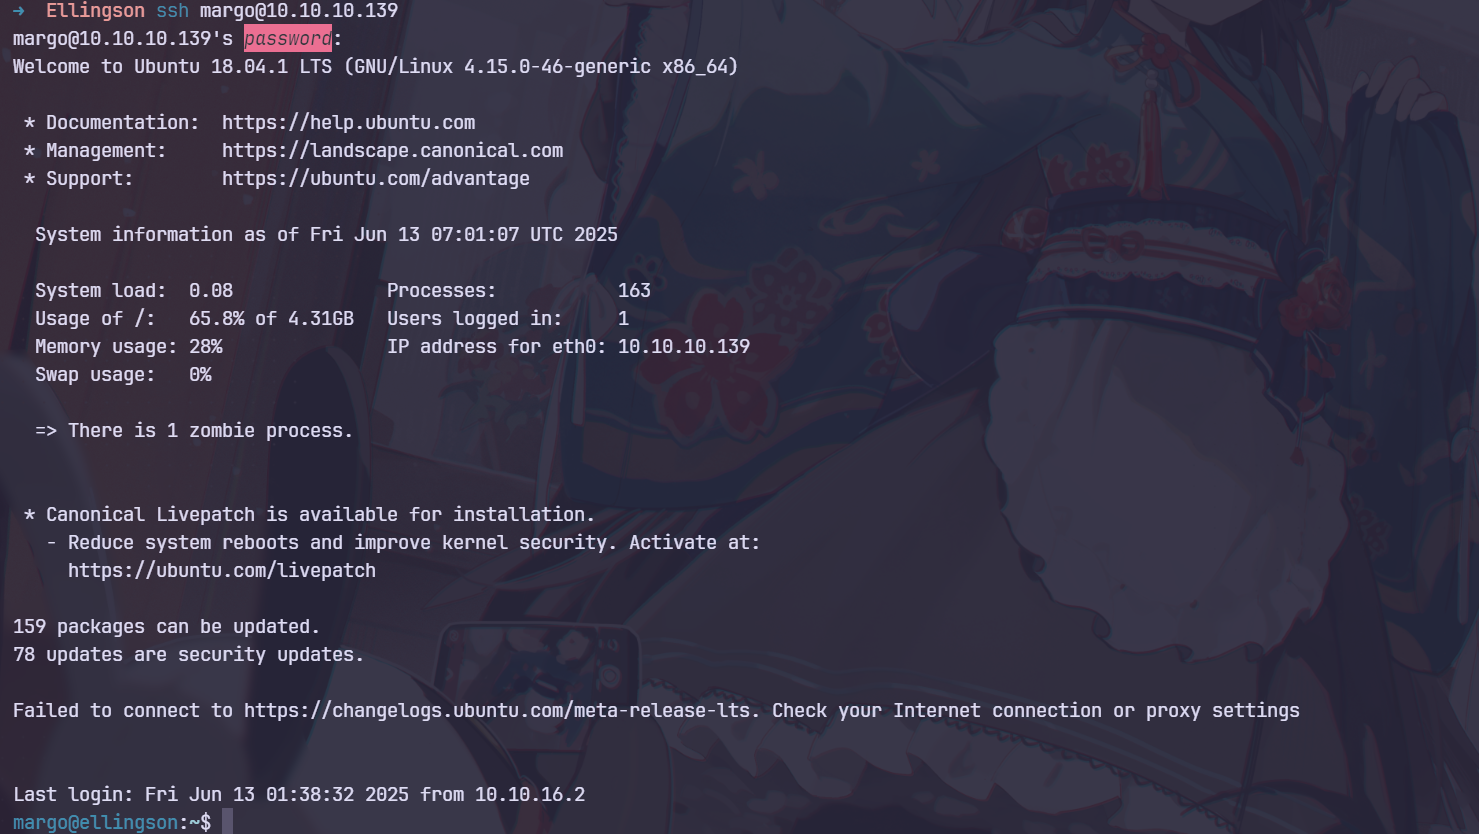 → Ellingson ssh margo@10.10.10.139
margo@10.10.10.139's password:
Welcome to Ubuntu 18.04.1 LTS (GNU/Linux 4.15.0-46-generic x86_64)
* Documentation: https://help.ubuntu.com
* Management: https://landscape.canonical.com
* Support: https://ubuntu.com/advantage
System information as of Fri Jun 13 07:01:07 UTC 2025
System load: 0.08 Processes: 163
Usage of /: 65.8% of 4.31GB Users logged in: 1
Memory usage: 28% IP address for eth0: 10.10.10.139
Swap usage: 0%
=> There is 1 zombie process.
* Canonical Livepatch is available for installation.
- Reduce system reboots and improve kernel security. Activate at:
https://ubuntu.com/livepatch
159 packages can be updated.
78 updates are security updates.
Failed to connect to https://changelogs.ubuntu.com/meta-release-lts. Check your Internet connection or proxy settings
Last login: Fri Jun 13 01:38:32 2025 from 10.10.16.2
margo@ellingson:~$